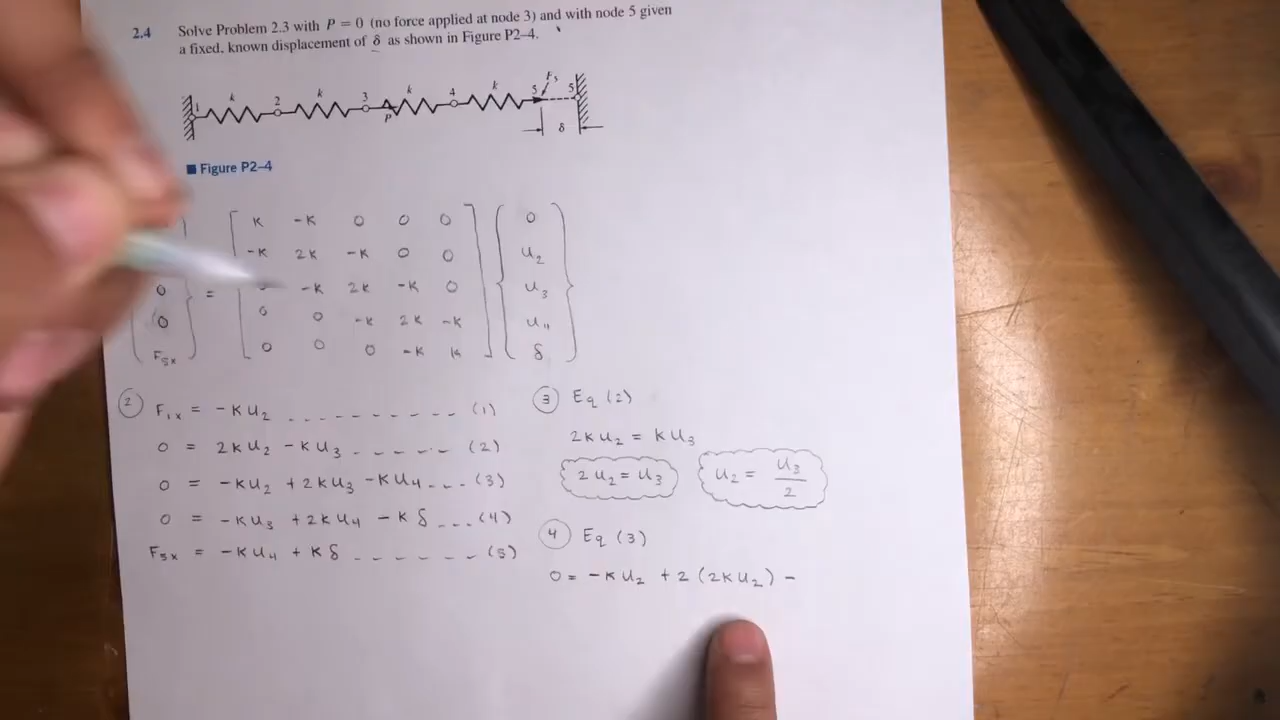 2.4 Solve Problem 2.3 with P = 0 (no force applied at node 3) and with node 5 given
a fixed, known displacement of δ as shown in Figure P2–4.
k k k k F₅
1 2 3 4 5 5
P δ
■ Figure P2–4
K -K 0 0 0 0
-K 2K -K 0 0 u₂
0 = -K 2K -K 0 u₃
0 0 0 -K 2K -K u₄
F₅ₓ 0 0 0 -K K δ
② F₁ₓ = -KU₂ ---------- (1)
0 = 2KU₂ - KU₃ ------ (2)
0 = -KU₂ + 2KU₃ - KU₄ --- (3)
0 = -KU₃ + 2KU₄ - Kδ --- (4)
F₅ₓ = -KU₄ + Kδ ------- (5)
③ Eq (2)
2KU₂ = KU₃
2U₂ = U₃ U₂ = U₃/2
④ Eq (3)
0 = -KU₂ + 2(2KU₂) -